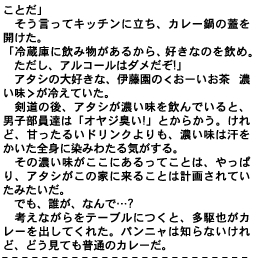 ことだ」
　そう言ってキッチンに立ち、カレー鍋の蓋を
開けた。
「冷蔵庫に飲み物があるから、好きなのを飲め。
　ただし、アルコールはダメだぞ!」
　アタシの大好きな、伊藤園の<おーいお茶　濃
い味>が冷えていた。
　剣道の後、アタシが濃い味を飲んでいると、
男子部員達は「オヤジ臭い!」とからかう。けれ
ど、甘ったるいドリンクよりも、濃い味は汗を
かいた全身に染みわたる気がする。
　その濃い味がここにあるってことは、やっぱ
り、アタシがこの家に来ることは計画されてい
たみたいだ。
　でも、誰が、なんで…?
　考えながらをテーブルにつくと、多駆也がカ
レーを出してくれた。バンニャは知らないけれ
ど、どう見ても普通のカレーだ。